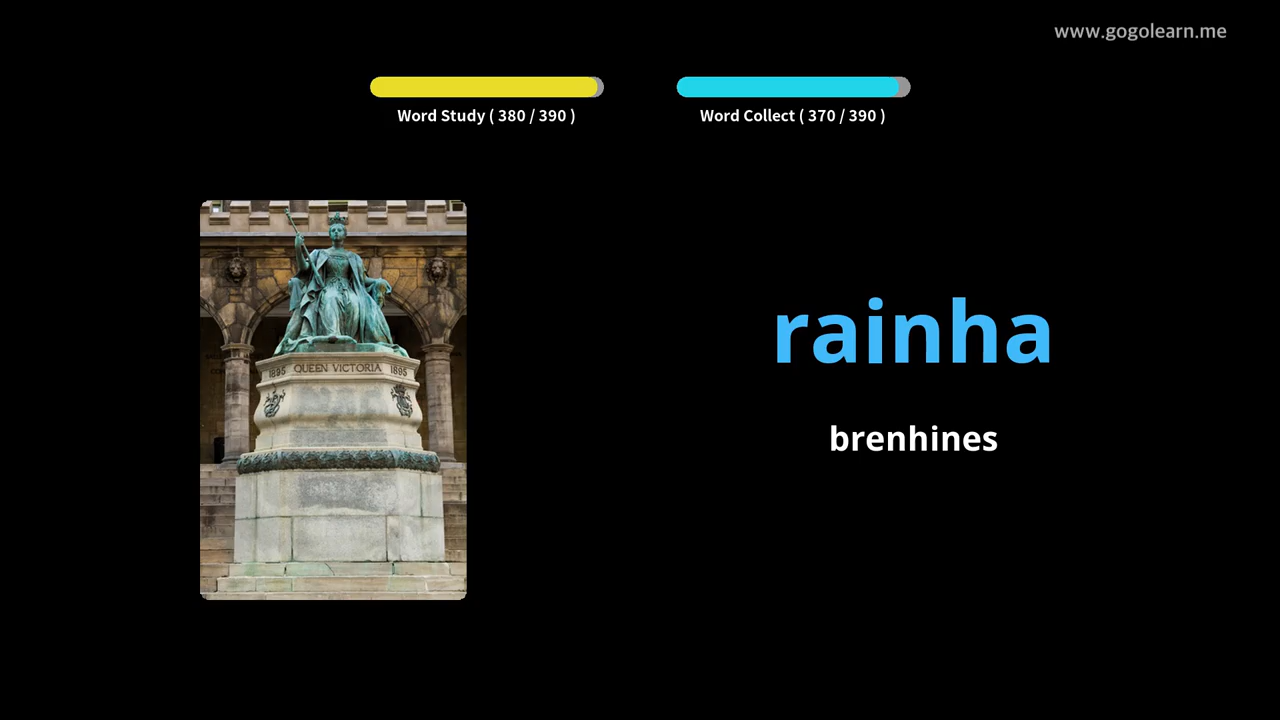 www.gogolearn.me
Word Study ( 380 / 390 )
Word Collect ( 370 / 390 )
1895 QUEEN VICTORIA 1895
rainha
brenhines